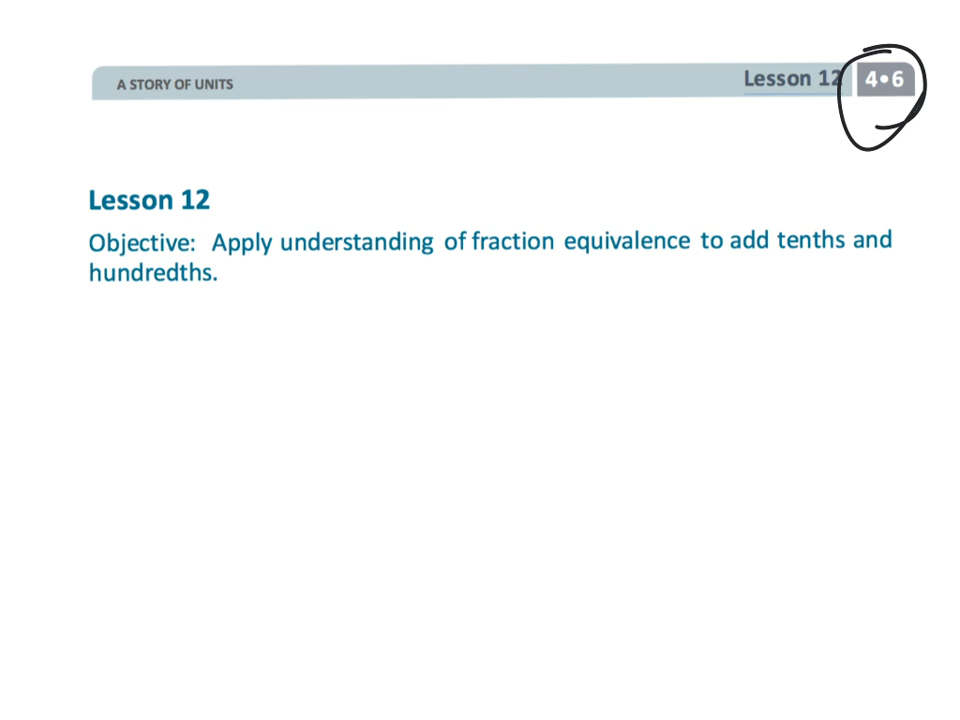 A STORY OF UNITS
Lesson 12 4•6
Lesson 12
Objective: Apply understanding of fraction equivalence to add tenths and
hundredths.